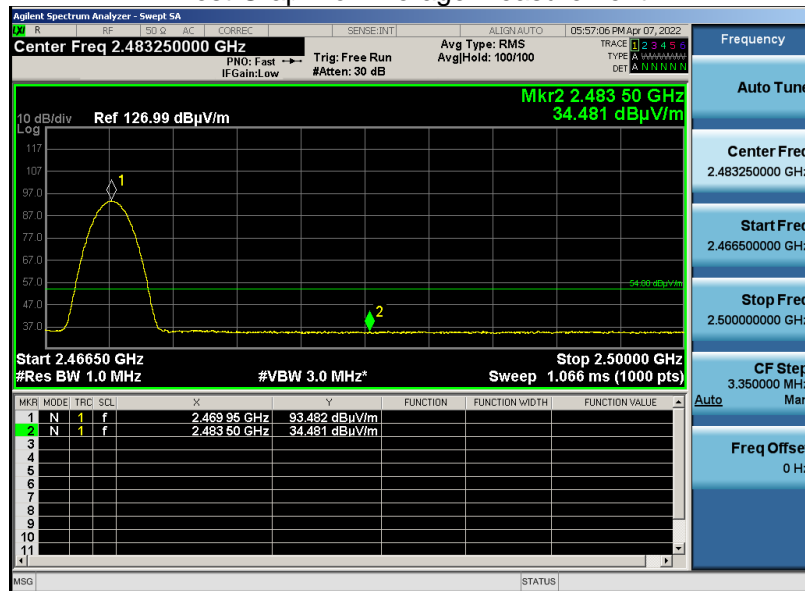 Agilent Spectrum Analyzer - Swept SA
LXI R RF 50 Ω AC CORREC SENSE:INT ALIGN AUTO 05:57:06 PM Apr 07, 2022
Center Freq 2.483250000 GHz
PNO: Fast
IFGain:Low
Trig: Free Run
#Atten: 30 dB
Avg Type: RMS
Avg|Hold: 100/100
TRACE 1 2 3 4 5 6
TYPE A
DET A N N N N N
Mkr2 2.483 50 GHz
34.481 dBµV/m
10 dB/div Ref 126.99 dBµV/m
Log
117
107
97.0
87.0
77.0
67.0
57.0
47.0
37.0
1
54.00 dBµV/m
2
Start 2.46650 GHz Stop 2.50000 GHz
#Res BW 1.0 MHz #VBW 3.0 MHz* Sweep 1.066 ms (1000 pts)
MKR MODE TRC SCL X Y FUNCTION FUNCTION WIDTH FUNCTION VALUE
1 N 1 f 2.469 95 GHz 93.482 dBµV/m
2 N 1 f 2.483 50 GHz 34.481 dBµV/m
3
4
5
6
7
8
9
10
11
MSG STATUS
Frequency
Auto Tune
Center Freq
2.483250000 GHz
Start Freq
2.466500000 GHz
Stop Freq
2.500000000 GHz
CF Step
3.350000 MHz
Auto Man
Freq Offset
0 Hz